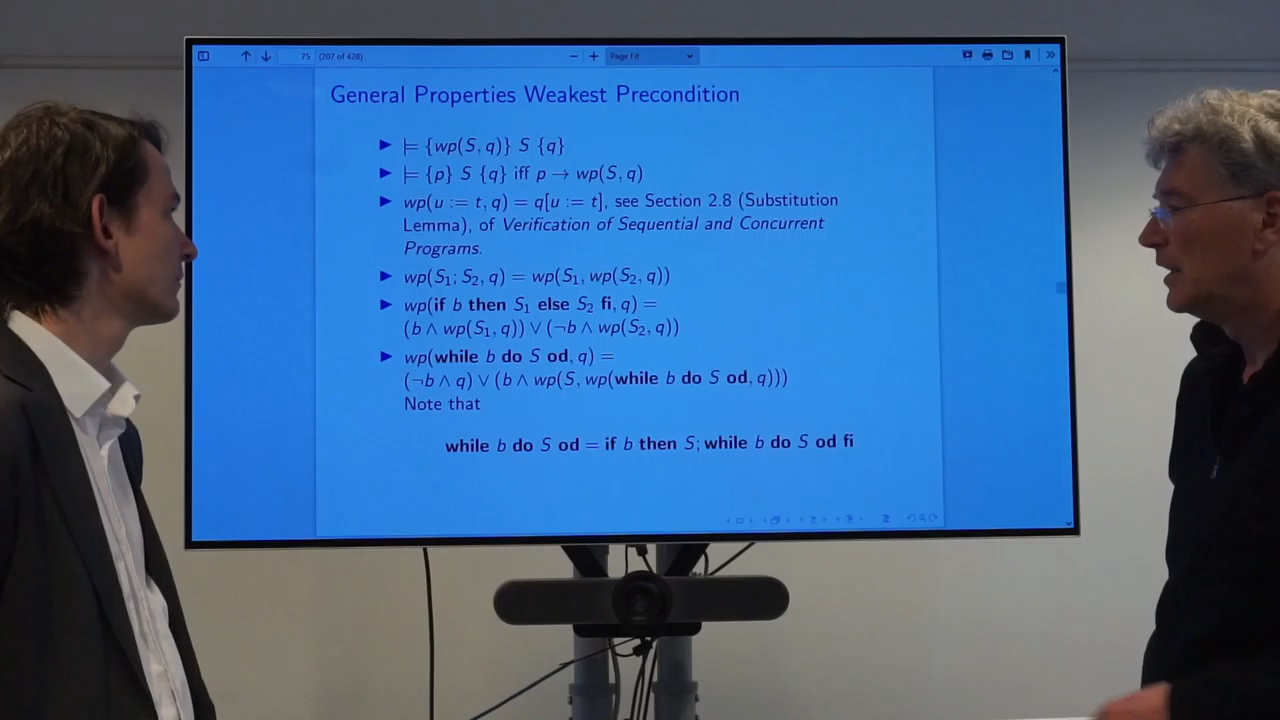 75 (207 of 428)
Page Fit
General Properties Weakest Precondition
▶ ⊨ {wp(S, q)} S {q}
▶ ⊨ {p} S {q} iff p → wp(S, q)
▶ wp(u := t, q) = q[u := t], see Section 2.8 (Substitution
Lemma), of Verification of Sequential and Concurrent
Programs.
▶ wp(S₁; S₂, q) = wp(S₁, wp(S₂, q))
▶ wp(if b then S₁ else S₂ fi, q) =
(b ∧ wp(S₁, q)) ∨ (¬b ∧ wp(S₂, q))
▶ wp(while b do S od, q) =
(¬b ∧ q) ∨ (b ∧ wp(S, wp(while b do S od, q)))
Note that
while b do S od = if b then S; while b do S od fi